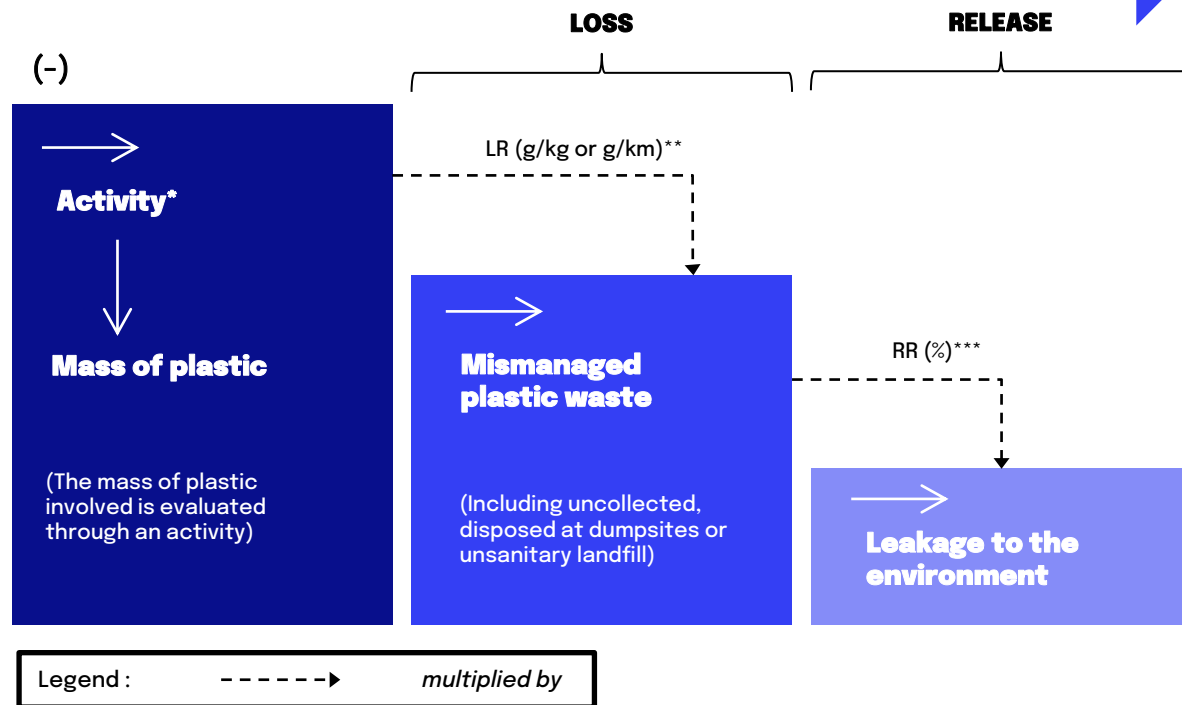 LOSS
RELEASE
(-)
LR (g/kg or g/km)**
Activity*
Mass of plastic
(The mass of plastic
involved is evaluated
through an activity)
Mismanaged
plastic waste
(Including uncollected,
disposed at dumpsites or
unsanitary landfill)
RR (%)***
Leakage to the
environment
Legend : multiplied by